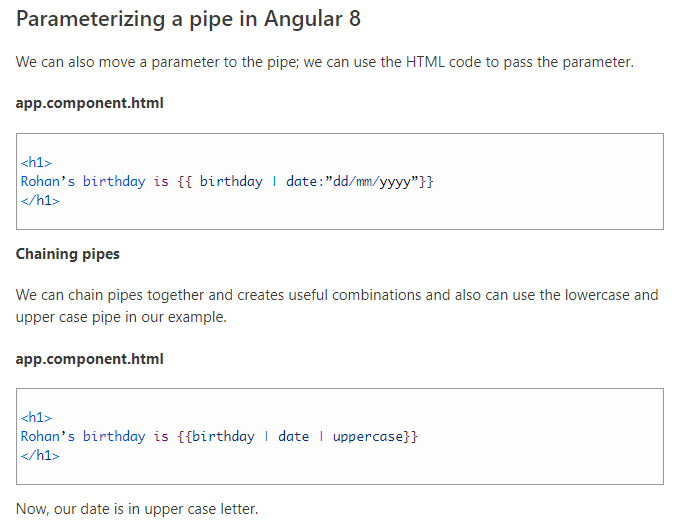 Parameterizing a pipe in Angular 8
We can also move a parameter to the pipe; we can use the HTML code to pass the parameter.
app.component.html
<h1>
Rohan’s birthday is {{ birthday | date:”dd/mm/yyyy”}}
</h1>
Chaining pipes
We can chain pipes together and creates useful combinations and also can use the lowercase and
upper case pipe in our example.
app.component.html
<h1>
Rohan’s birthday is {{birthday | date | uppercase}}
</h1>
Now, our date is in upper case letter.